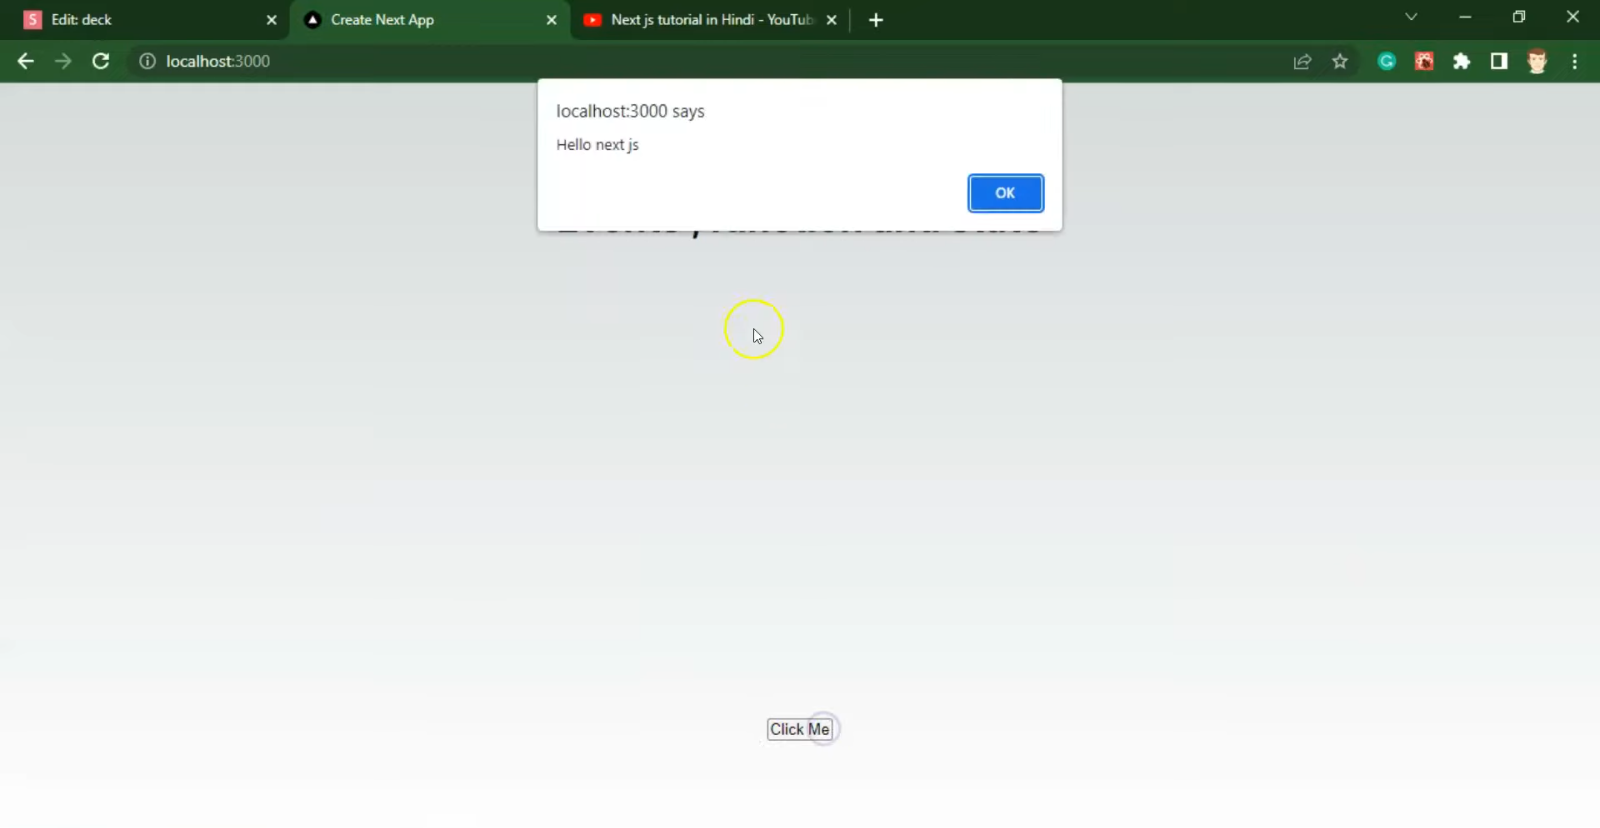 S Edit: deck
Create Next App
Next js tutorial in Hindi - YouTub
localhost:3000
localhost:3000 says
Hello next js
OK
Click Me